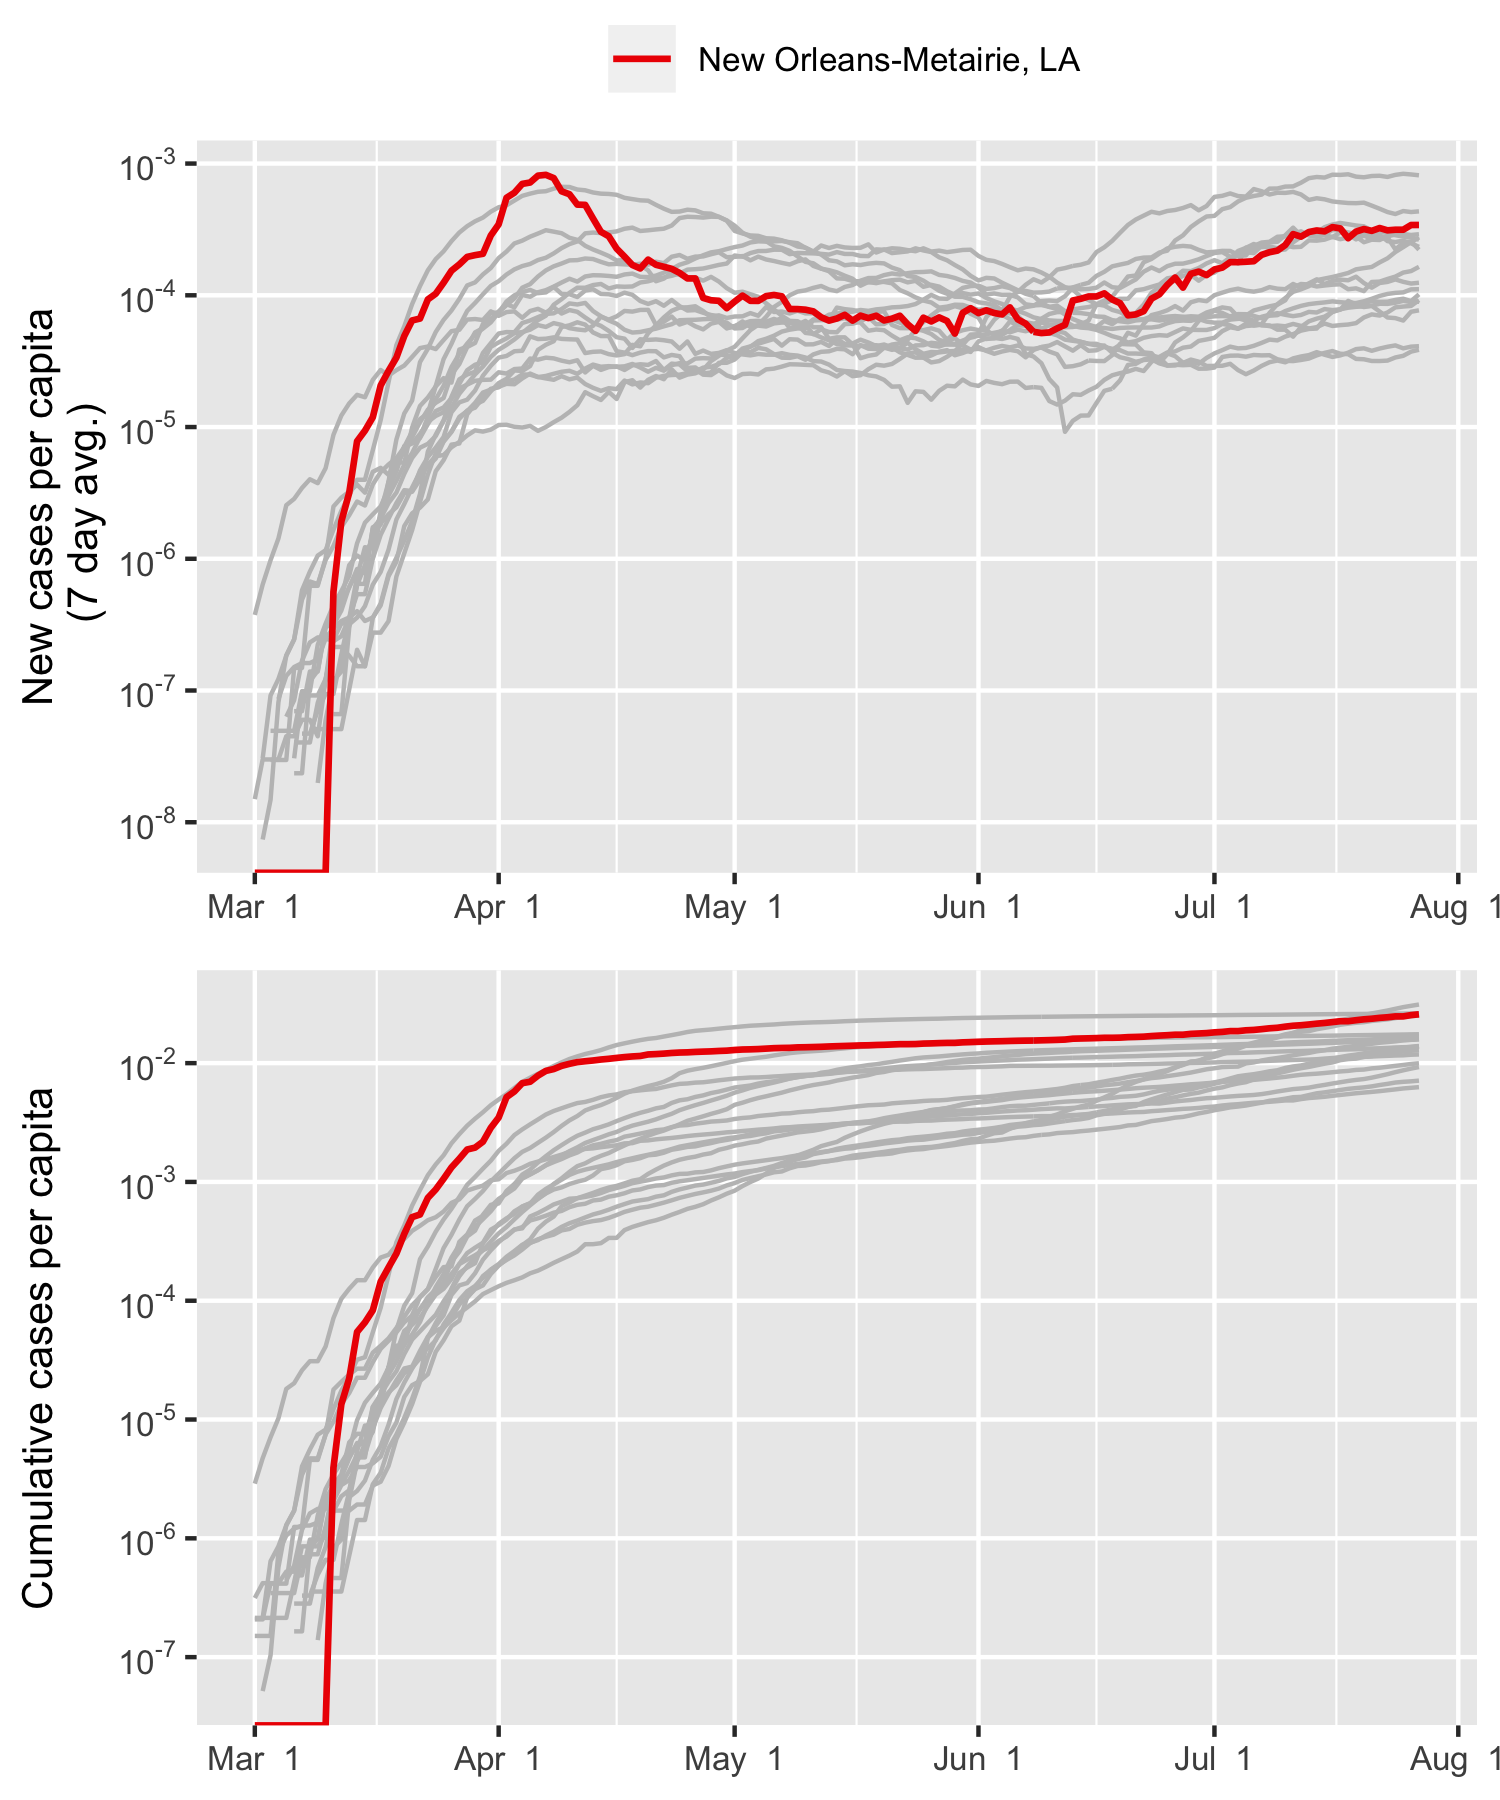 New Orleans-Metairie, LA
New cases per capita
(7 day avg.)
10-3
10-4
10-5
10-6
10-7
10-8
Mar 1 Apr 1 May 1 Jun 1 Jul 1 Aug 1
Cumulative cases per capita
10-2
10-3
10-4
10-5
10-6
10-7
Mar 1 Apr 1 May 1 Jun 1 Jul 1 Aug 1